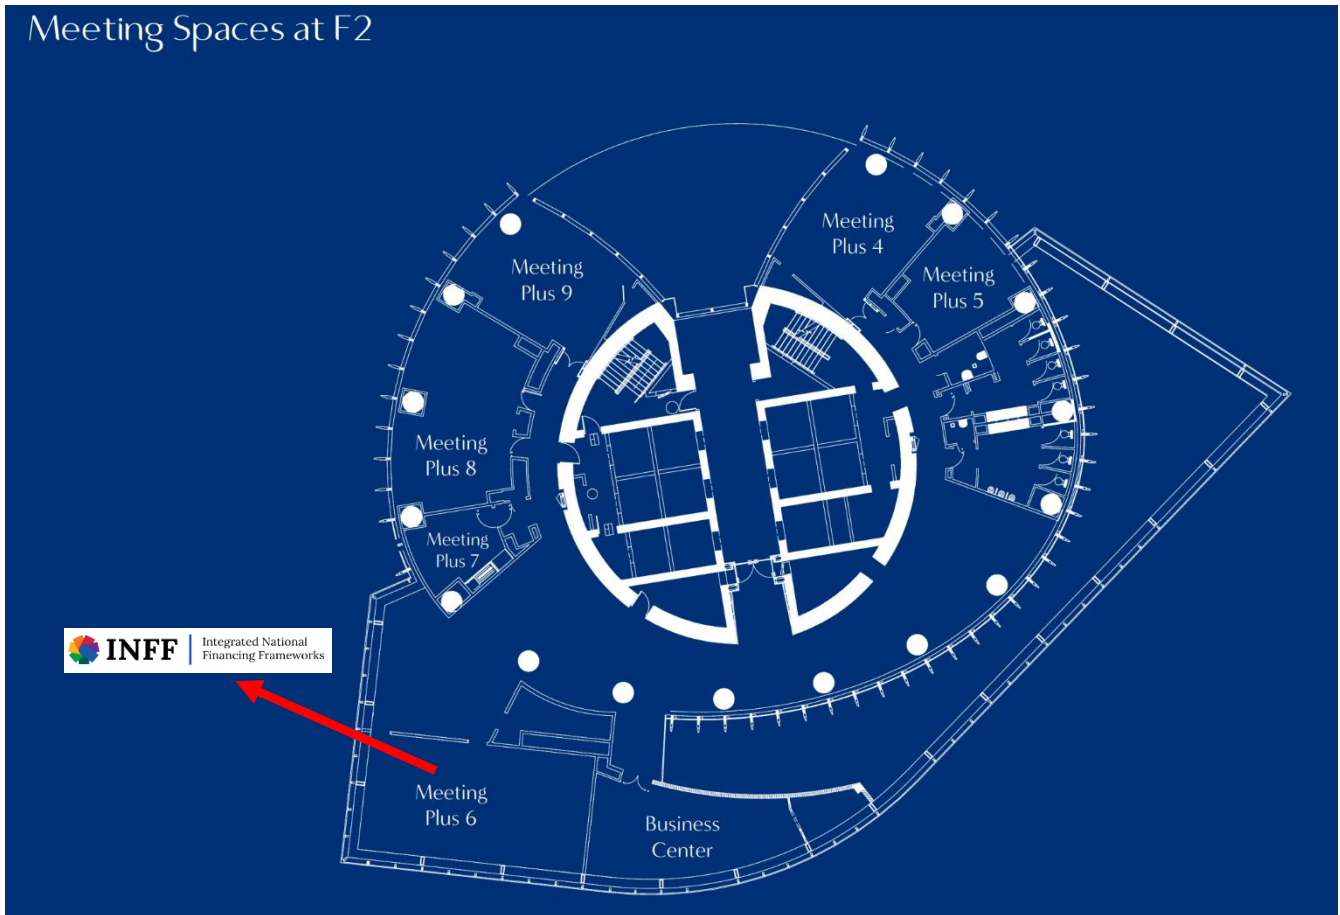 Meeting Spaces at F2
Meeting
Plus 4
Meeting
Plus 9
Meeting
Plus 5
Meeting
Plus 8
Meeting
Plus 7
INFF
Integrated National
Financing Frameworks
Meeting
Plus 6
Business
Center